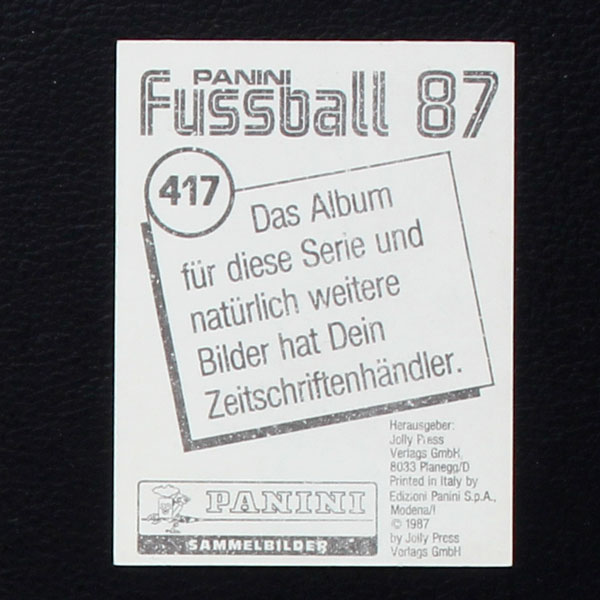 PANINI
Fussball 87
417
Das Album
für diese Serie und
natürlich weitere
Bilder hat Dein
Zeitschriftenhändler.
Herausgeber:
Jolly Press
Verlags GmbH,
8033 Planegg/D
Printed in Italy by
Edizioni Panini S.p.A.,
Modena/I
© 1987
by Jolly Press
Verlags GmbH
PANINI
SAMMELBILDER